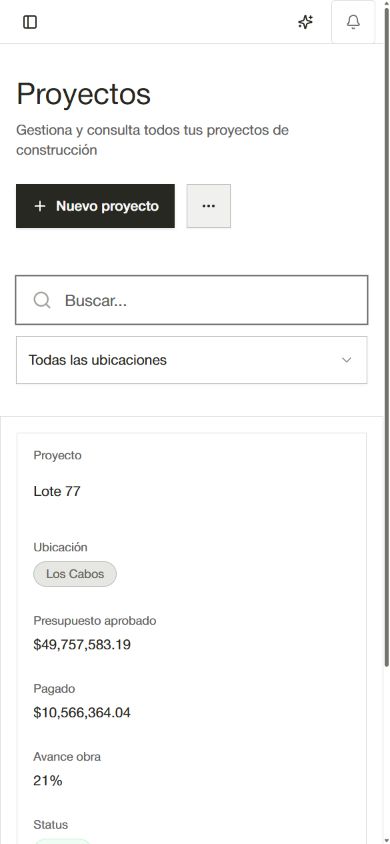 Proyectos
Gestiona y consulta todos tus proyectos de
construcción
+ Nuevo proyecto
...
Buscar...
Todas las ubicaciones
Proyecto
Lote 77
Ubicación
Los Cabos
Presupuesto aprobado
$49,757,583.19
Pagado
$10,566,364.04
Avance obra
21%
Status